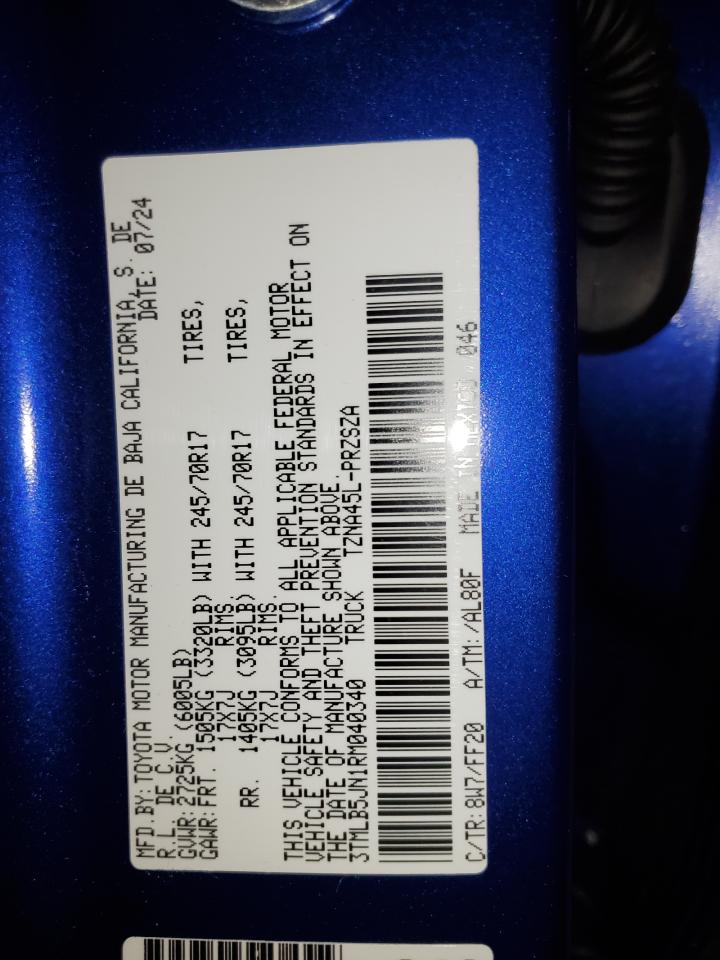 MFD.BY:TOYOTA MOTOR MANUFACTURING DE BAJA CALIFORNIA,S. DE
R.L. DE C.V. DATE: 07/24
GVWR:2725KG (6005LB)
GAWR:FRT. 1505KG (3320LB) WITH 245/70R17 TIRES,
17X7J RIMS.
RR. 1405KG (3095LB) WITH 245/70R17 TIRES,
17X7J RIMS.
THIS VEHICLE CONFORMS TO ALL APPLICABLE FEDERAL MOTOR
VEHICLE SAFETY AND THEFT PREVENTION STANDARDS IN EFFECT ON
THE DATE OF MANUFACTURE SHOWN ABOVE.
3TMLB5JN1RM040340 TRUCK TZNA45L-PRZSZA
C/TR:8W7/FF20 A/TM:/AL80F MADE IN MEXICO 046